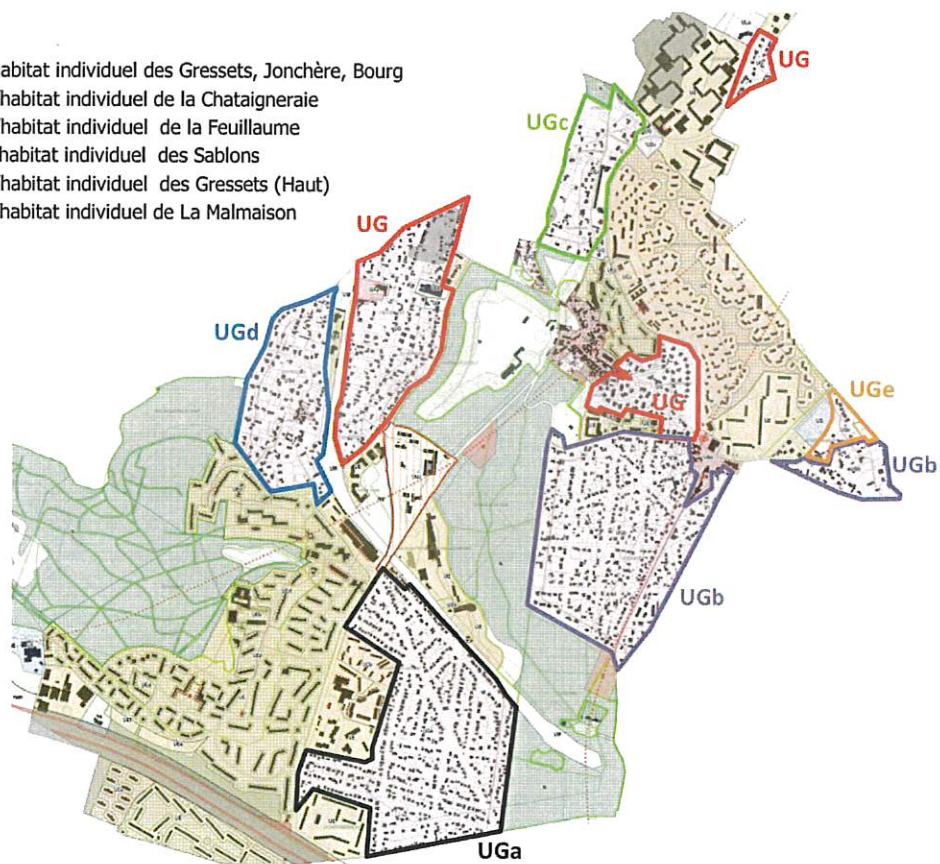 abitat individuel des Gressets, Jonchère, Bourg
habitat individuel de la Chataigneraie
habitat individuel de la Feuillaume
habitat individuel des Sablons
habitat individuel des Gressets (Haut)
habitat individuel de La Malmaison
UG
UGc
UG
UGd
UGe
UG
UGb
UGb
UGa